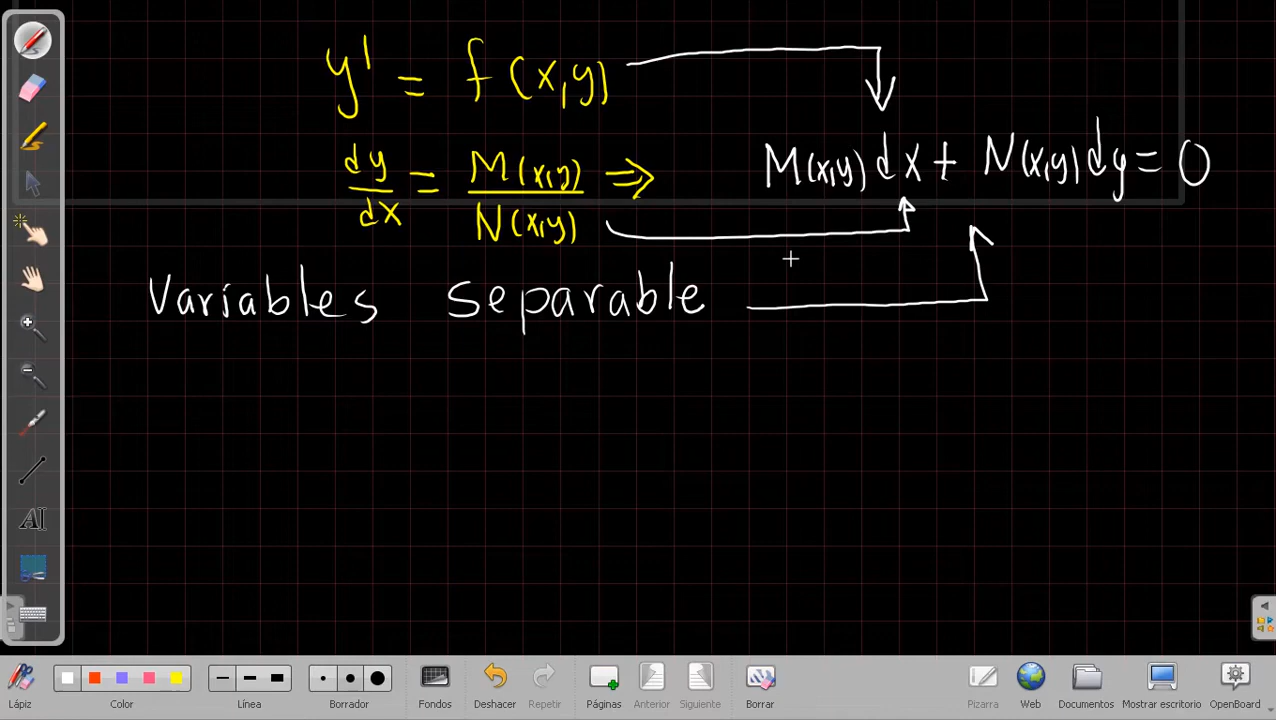 y' = f(x,y)
dy/dx = M(x,y)/N(x,y) ⇒ M(x,y)dx + N(x,y)dy = 0
Variables separable
Lápiz Color Línea Borrador Fondos Deshacer Repetir Páginas Anterior Siguiente Borrar Pizarra Web Documentos Mostrar escritorio OpenBoard